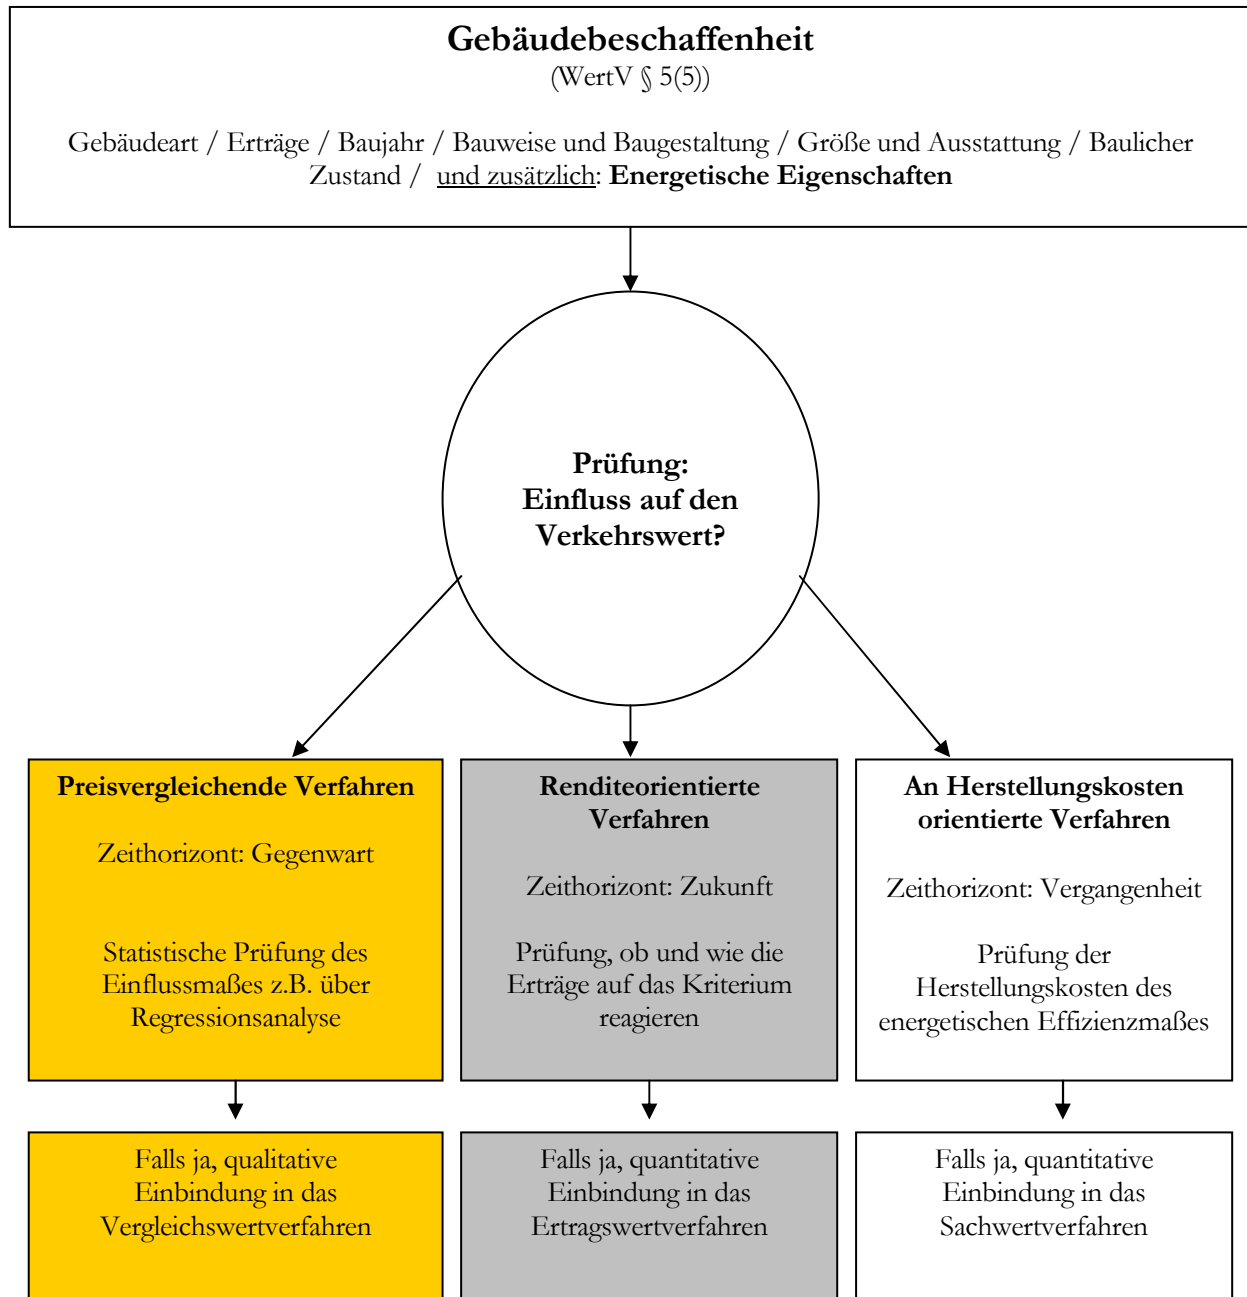 Gebäudebeschaffenheit
(WertV § 5(5))
Gebäudeart / Erträge / Baujahr / Bauweise und Baugestaltung / Größe und Ausstattung / Baulicher
Zustand / und zusätzlich: Energetische Eigenschaften
Prüfung:
Einfluss auf den
Verkehrswert?
Preisvergleichende Verfahren
Zeithorizont: Gegenwart
Statistische Prüfung des
Einflussmaßes z.B. über
Regressionsanalyse
Renditeorientierte
Verfahren
Zeithorizont: Zukunft
Prüfung, ob und wie die
Erträge auf das Kriterium
reagieren
An Herstellungskosten
orientierte Verfahren
Zeithorizont: Vergangenheit
Prüfung der
Herstellungskosten des
energetischen Effizienzmaßes
Falls ja, qualitative
Einbindung in das
Vergleichswertverfahren
Falls ja, quantitative
Einbindung in das
Ertragswertverfahren
Falls ja, quantitative
Einbindung in das
Sachwertverfahren